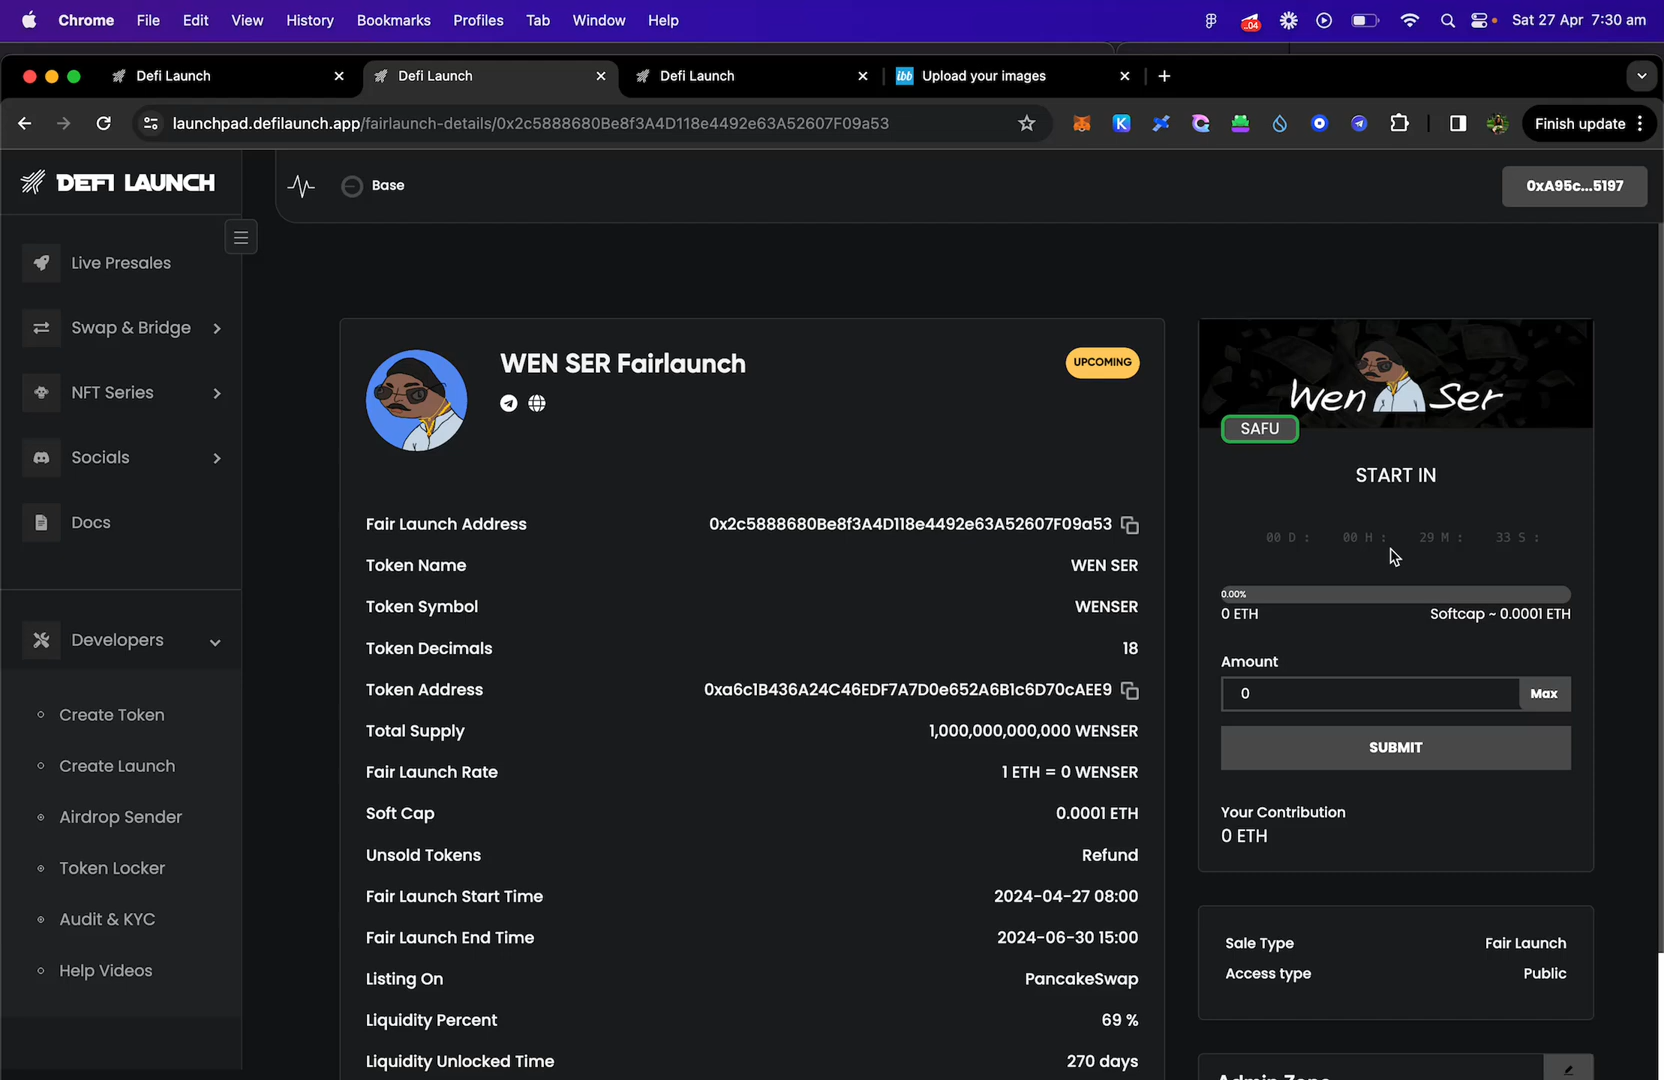 Chrome File Edit View History Bookmarks Profiles Tab Window Help
.04
Sat 27 Apr 7:30 am
Defi Launch
Defi Launch
Defi Launch
ibb Upload your images
launchpad.defilaunch.app/fairlaunch-details/0x2c5888680Be8f3A4D118e4492e63A52607F09a53
Finish update
DEFI LAUNCH
Base
0xA95c...5197
Live Presales
Swap & Bridge
NFT Series
Socials
Docs
Developers
Create Token
Create Launch
Airdrop Sender
Token Locker
Audit & KYC
Help Videos
WEN SER Fairlaunch
UPCOMING
Fair Launch Address 0x2c5888680Be8f3A4D118e4492e63A52607F09a53
Token Name WEN SER
Token Symbol WENSER
Token Decimals 18
Token Address 0xa6c1B436A24C46EDF7A7D0e652A6B1c6D70cAEE9
Total Supply 1,000,000,000,000 WENSER
Fair Launch Rate 1 ETH = 0 WENSER
Soft Cap 0.0001 ETH
Unsold Tokens Refund
Fair Launch Start Time 2024-04-27 08:00
Fair Launch End Time 2024-06-30 15:00
Listing On PancakeSwap
Liquidity Percent 69 %
Liquidity Unlocked Time 270 days
Wen Ser
SAFU
START IN
00 D : 00 H : 29 M : 33 S :
0.00%
0 ETH Softcap ~ 0.0001 ETH
Amount
0 Max
SUBMIT
Your Contribution
0 ETH
Sale Type Fair Launch
Access type Public
Admin Zone